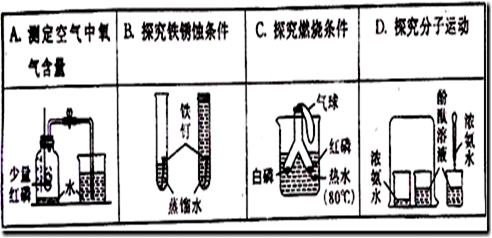 A. 测定空气中氧气含量
B. 探究铁锈蚀条件
C. 探究燃烧条件
D. 探究分子运动
少量红磷
水
铁钉
蒸馏水
气球
白磷
红磷
热水
(80℃)
浓氨水
酚酞溶液
浓氨水